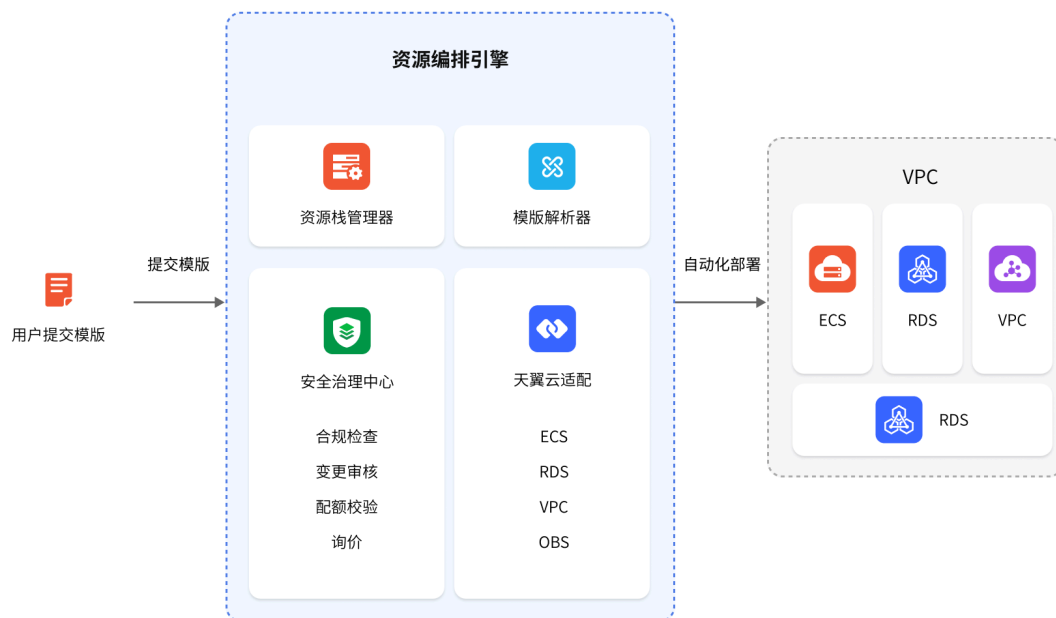 资源编排引擎
资源栈管理器
模版解析器
用户提交模版
提交模版
安全治理中心
合规检查
变更审核
配额校验
询价
天翼云适配
ECS
RDS
VPC
OBS
自动化部署
VPC
ECS
RDS
VPC
RDS